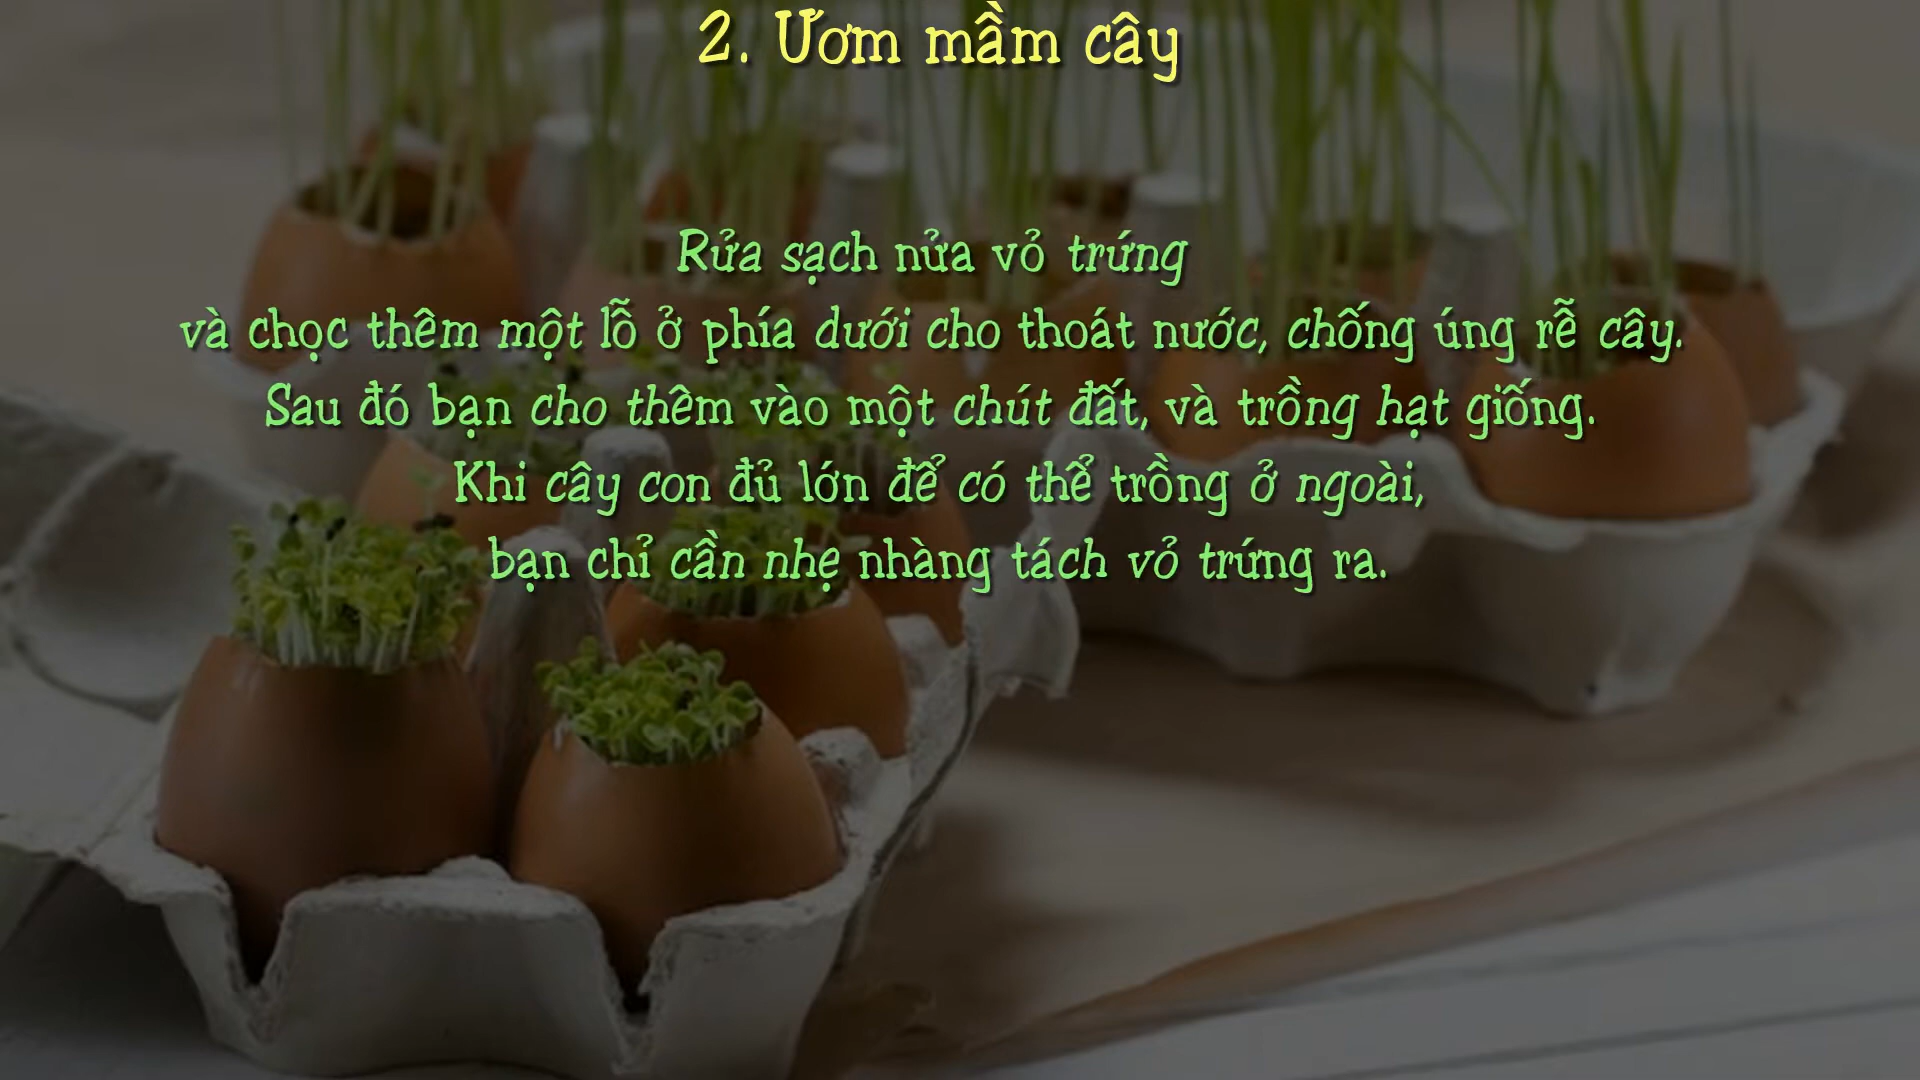 2. Ươm mầm cây
Rửa sạch nửa vỏ trứng
và chọc thêm một lỗ ở phía dưới cho thoát nước, chống úng rễ cây.
Sau đó bạn cho thêm vào một chút đất, và trồng hạt giống.
Khi cây con đủ lớn để có thể trồng ở ngoài,
bạn chỉ cần nhẹ nhàng tách vỏ trứng ra.